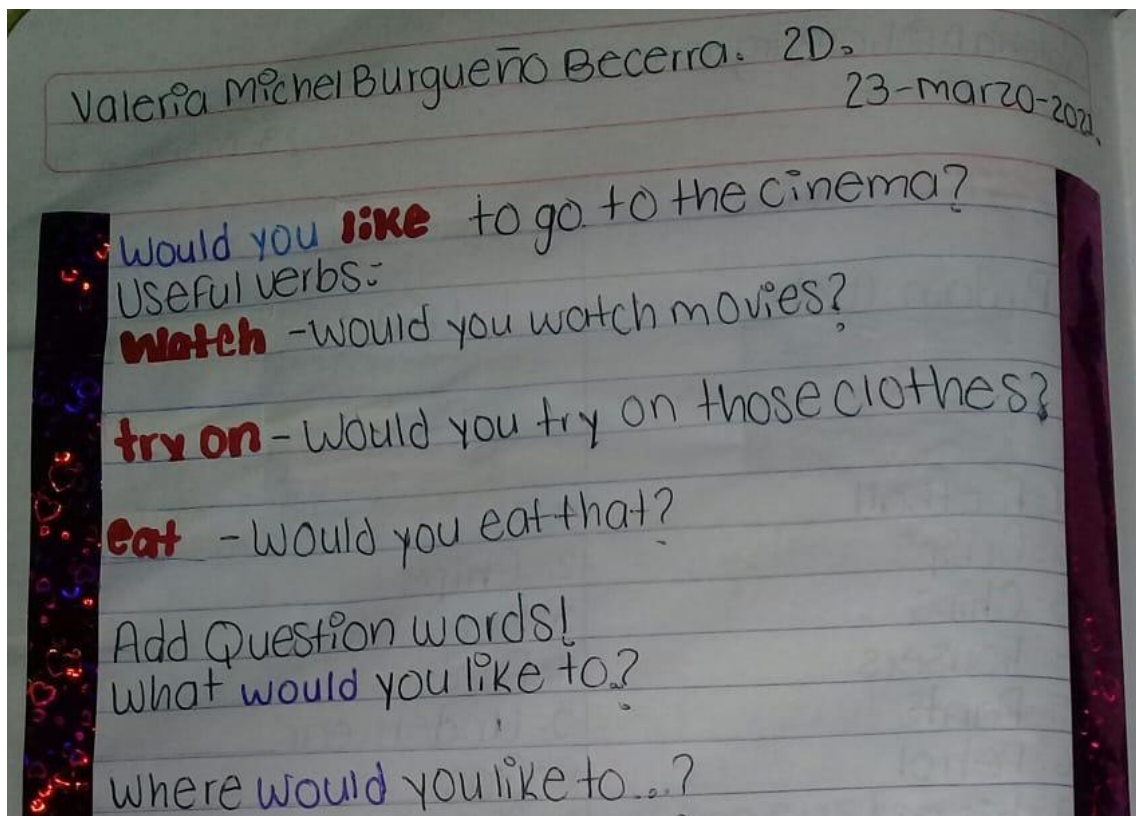 Valeria Michel Burgueño Becerra. 2D.
23-marzo-2021.
Would you like to go to the cinema?
Useful verbs:
Watch -Would you watch movies?
try on - Would you try on those clothes?
eat - Would you eat that?
Add Question words!
What would you like to..?
Where would you like to...?